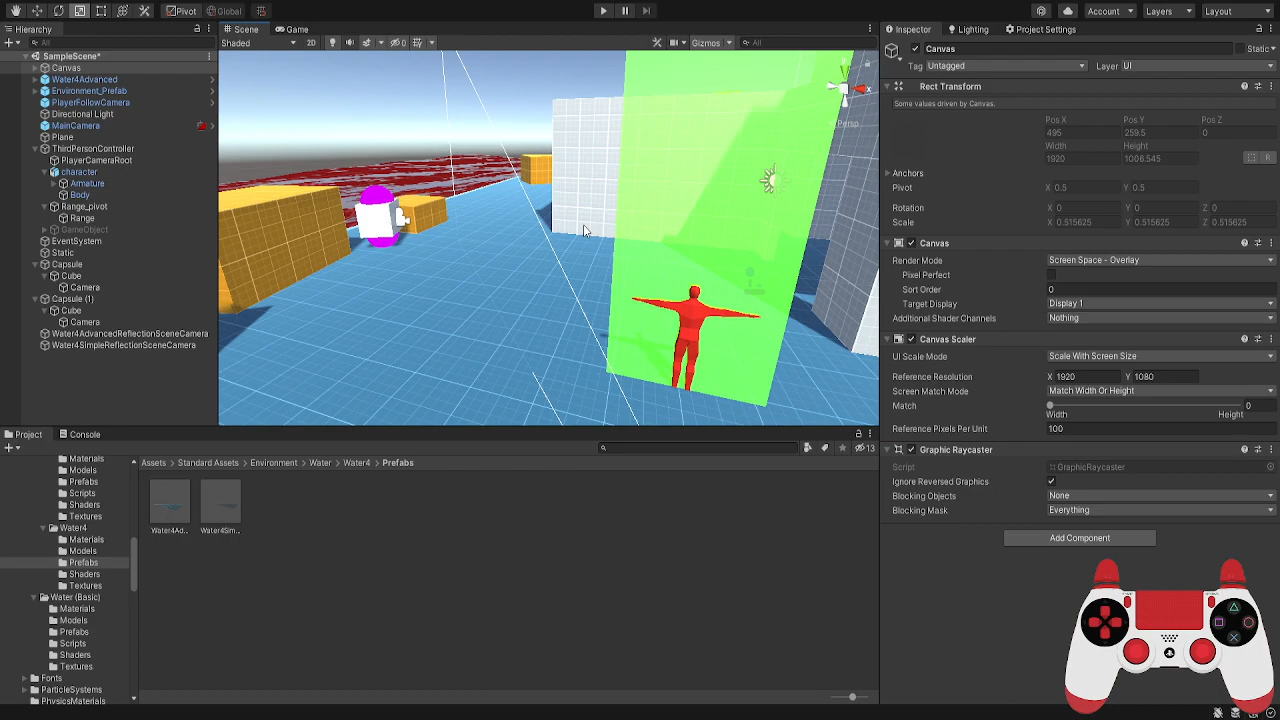 Pivot Global Account Layers Layout
Hierarchy Scene Game Inspector Lighting Project Settings
All Shaded 2D 0 Gizmos All Canvas Static
SampleScene* Tag Untagged Layer UI
Canvas
Water4Advanced Rect Transform
Environment_Prefab
PlayerFollowCamera Some values driven by Canvas.
Directional Light Pos X Pos Y Pos Z
MainCamera Persp 495 259.5 0
Plane Width Height
ThirdPersonController 1920 1006.545 R
PlayerCameraRoot
character Anchors
Armature Pivot X 0.5 Y 0.5
Body
Range_pivot Rotation X 0 Y 0 Z 0
Range Scale X 0.515625 Y 0.515625 Z 0.515625
GameObject
EventSystem Canvas
Static Render Mode Screen Space - Overlay
Capsule Pixel Perfect
Cube Sort Order 0
Camera Target Display Display 1
Capsule (1) Additional Shader Channels Nothing
Cube
Camera Canvas Scaler
Water4AdvancedReflectionSceneCamera UI Scale Mode Scale With Screen Size
Water4SimpleReflectionSceneCamera
Reference Resolution X 1920 Y 1080
Screen Match Mode Match Width Or Height
Match 0
Width Height
Reference Pixels Per Unit 100
Project Console
13 Graphic Raycaster
Materials Assets Standard Assets Environment Water Water4 Prefabs
Models Script GraphicRaycaster
Prefabs Ignore Reversed Graphics
Scripts Blocking Objects None
Shaders Blocking Mask Everything
Textures
Water4 Water4Ad... Water4Sim...
Materials Add Component
Models
Prefabs
Shaders
Textures
Water (Basic)
Materials
Models
Prefabs
Scripts
Shaders
Textures
Fonts
ParticleSystems
PhysicsMaterials